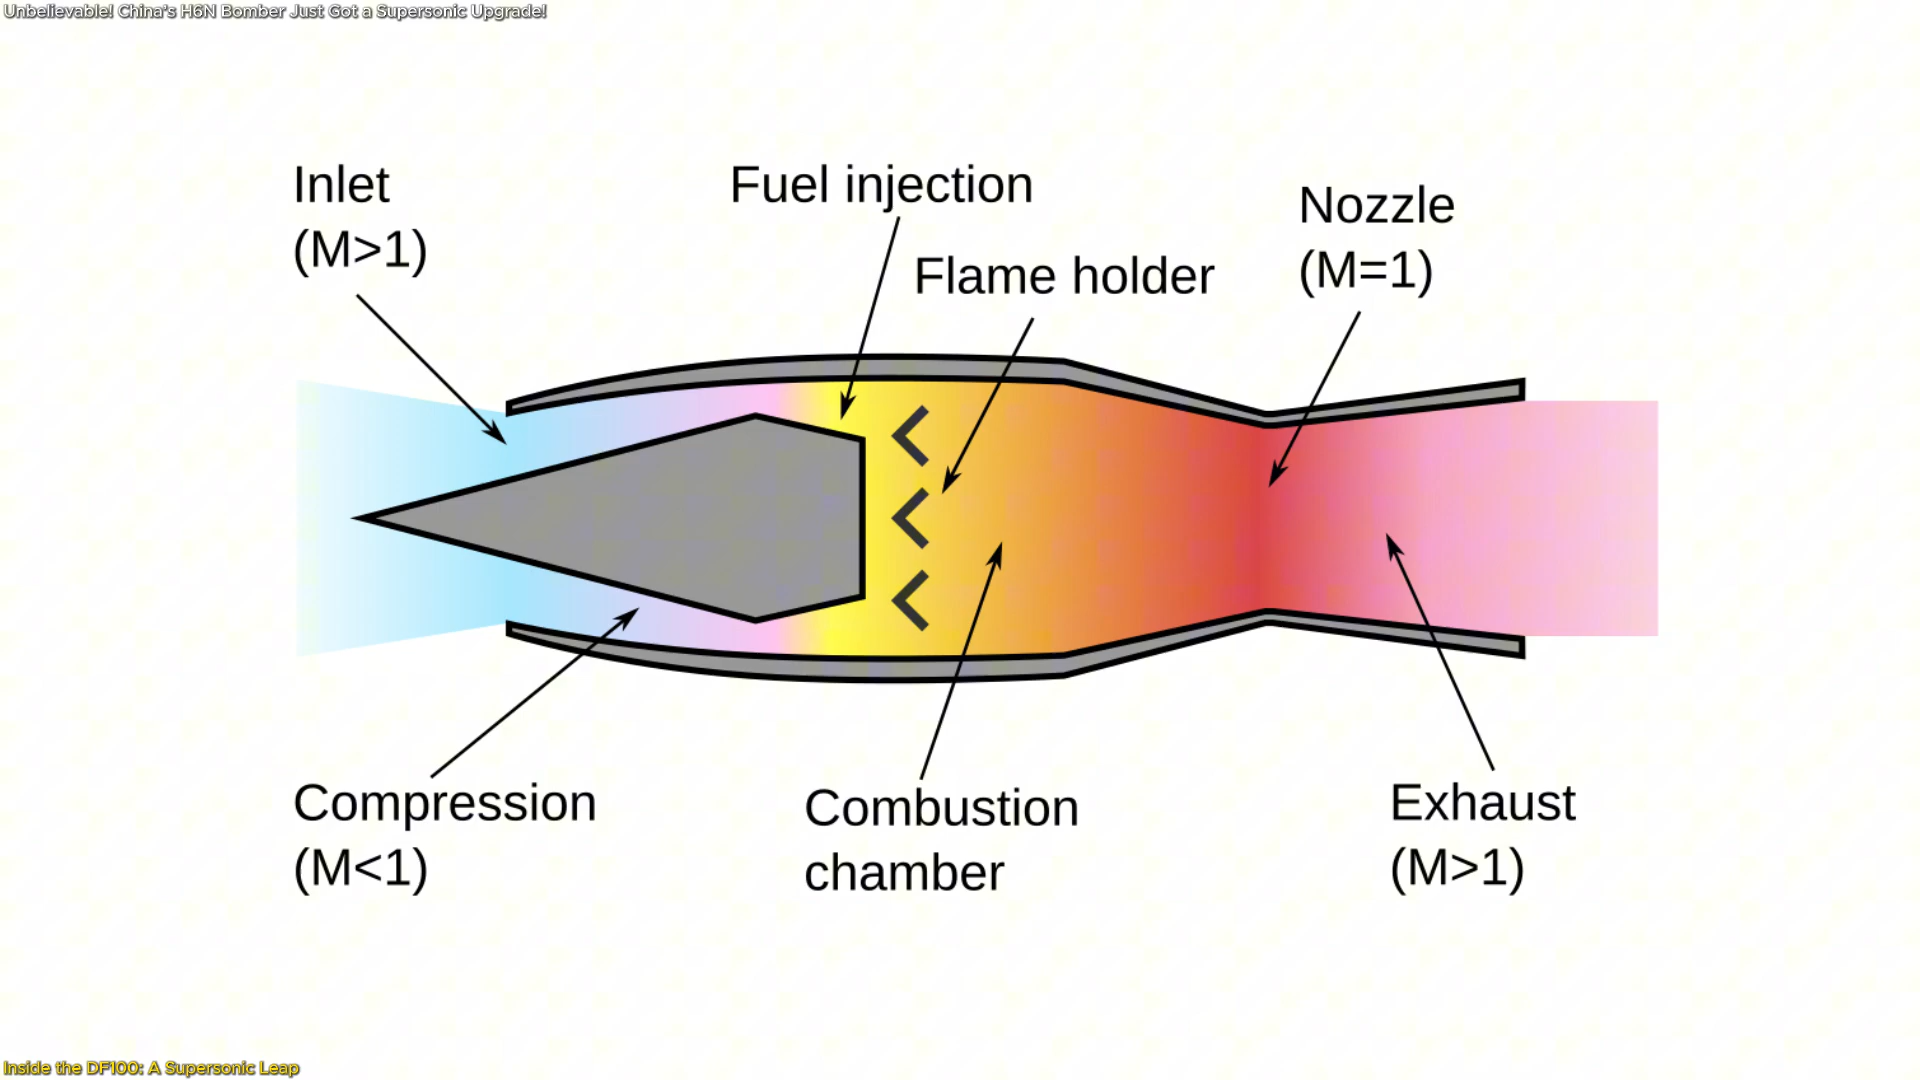 Unbelievable! China's H6N Bomber Just Got a Supersonic Upgrade!
Inlet
(M>1)
Fuel injection
Flame holder
Nozzle
(M=1)
Compression
(M<1)
Combustion
chamber
Exhaust
(M>1)
Inside the DF100: A Supersonic Leap